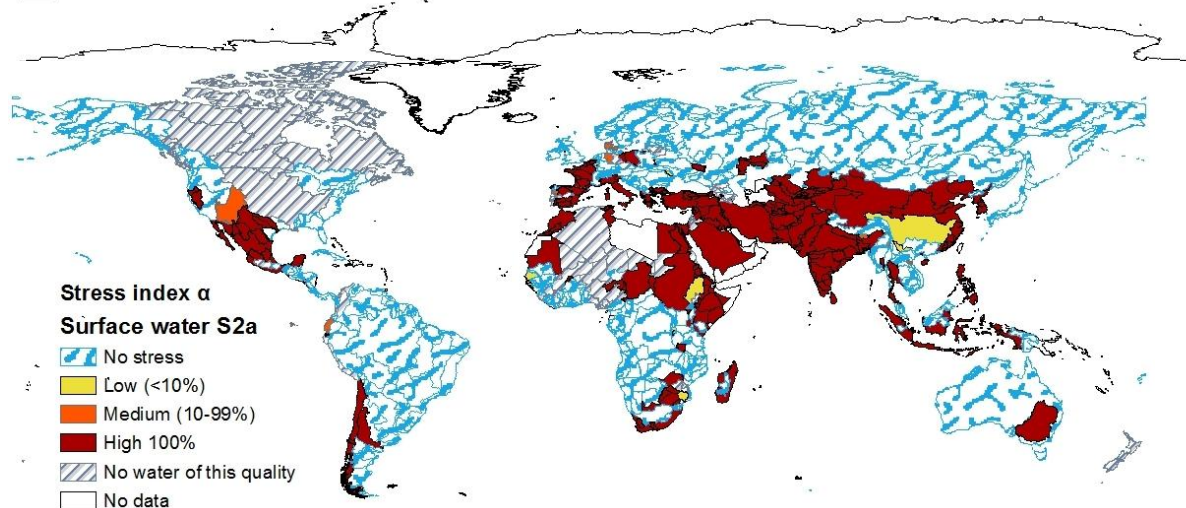 Stress index α
Surface water S2a
No stress
Low (<10%)
Medium (10-99%)
High 100%
No water of this quality
No data